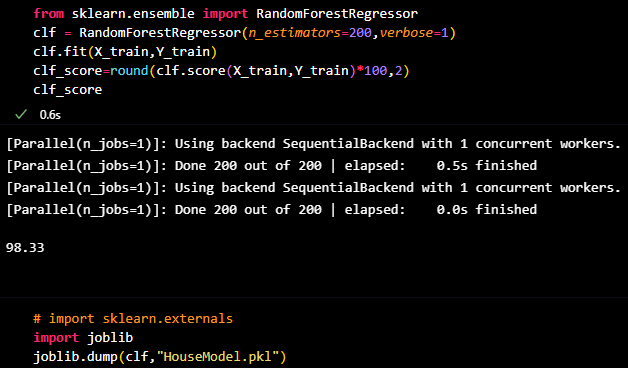 from sklearn.ensemble import RandomForestRegressor
clf = RandomForestRegressor(n_estimators=200,verbose=1)
clf.fit(X_train,Y_train)
clf_score=round(clf.score(X_train,Y_train)*100,2)
clf_score
✓ 0.6s
[Parallel(n_jobs=1)]: Using backend SequentialBackend with 1 concurrent workers.
[Parallel(n_jobs=1)]: Done 200 out of 200 | elapsed:    0.5s finished
[Parallel(n_jobs=1)]: Using backend SequentialBackend with 1 concurrent workers.
[Parallel(n_jobs=1)]: Done 200 out of 200 | elapsed:    0.0s finished
98.33
# import sklearn.externals
import joblib
joblib.dump(clf,"HouseModel.pkl")